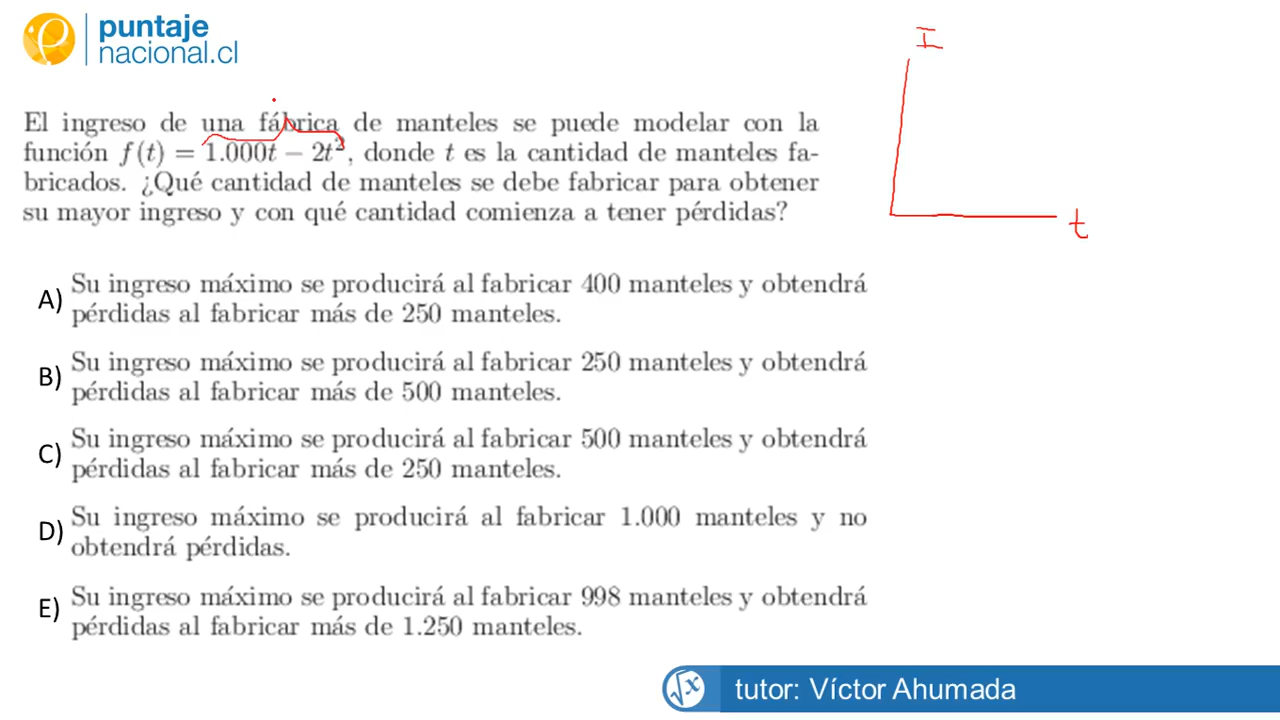 puntaje
nacional.cl
I
El ingreso de una fábrica de manteles se puede modelar con la
función f(t) = 1.000t − 2t², donde t es la cantidad de manteles fa-
bricados. ¿Qué cantidad de manteles se debe fabricar para obtener
su mayor ingreso y con qué cantidad comienza a tener pérdidas?
t
A) Su ingreso máximo se producirá al fabricar 400 manteles y obtendrá
pérdidas al fabricar más de 250 manteles.
B) Su ingreso máximo se producirá al fabricar 250 manteles y obtendrá
pérdidas al fabricar más de 500 manteles.
C) Su ingreso máximo se producirá al fabricar 500 manteles y obtendrá
pérdidas al fabricar más de 250 manteles.
D) Su ingreso máximo se producirá al fabricar 1.000 manteles y no
obtendrá pérdidas.
E) Su ingreso máximo se producirá al fabricar 998 manteles y obtendrá
pérdidas al fabricar más de 1.250 manteles.
√x tutor: Víctor Ahumada